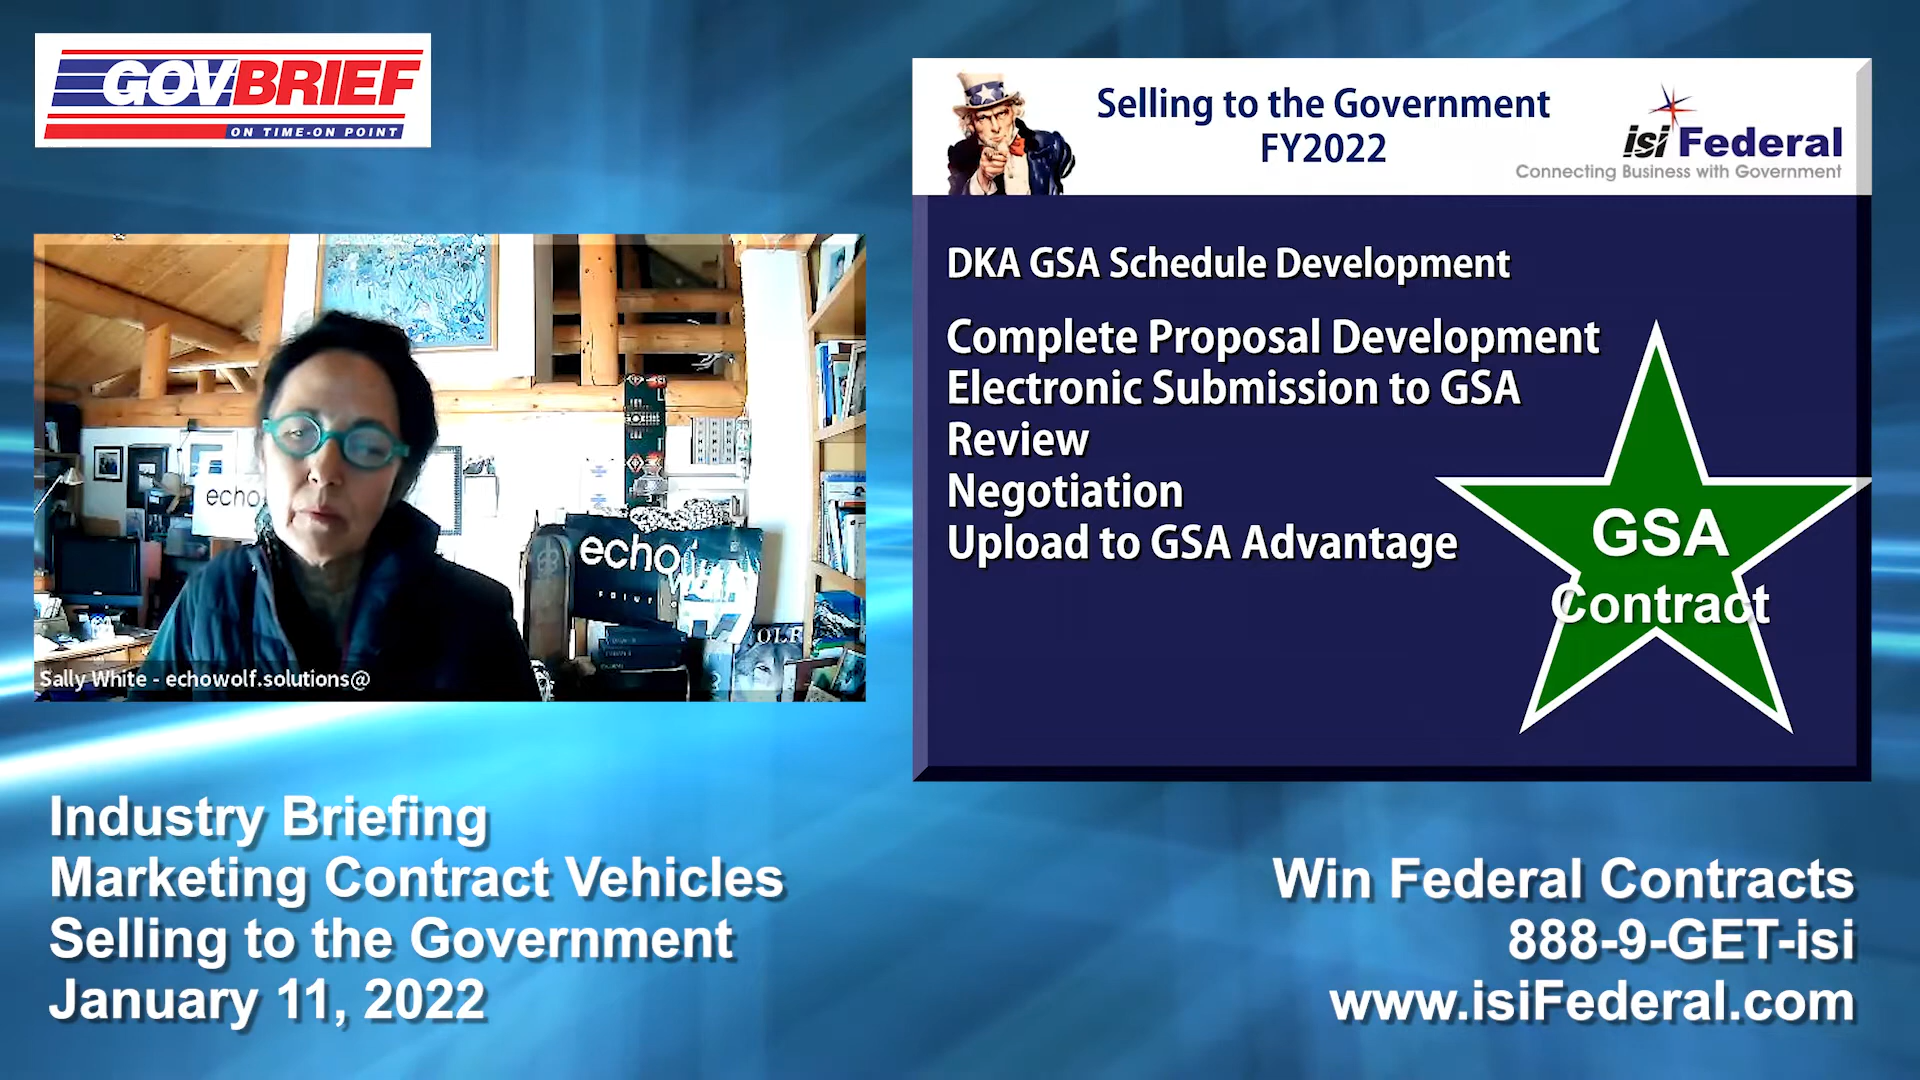 GOVBRIEF
ON TIME-ON POINT
Selling to the Government
FY2022
isi Federal
Connecting Business with Government
DKA GSA Schedule Development
Complete Proposal Development
Electronic Submission to GSA
Review
Negotiation
Upload to GSA Advantage
GSA
Contract
echo
echo
Sally White - echowolf.solutions@
Industry Briefing
Marketing Contract Vehicles
Selling to the Government
January 11, 2022
Win Federal Contracts
888-9-GET-isi
www.isiFederal.com